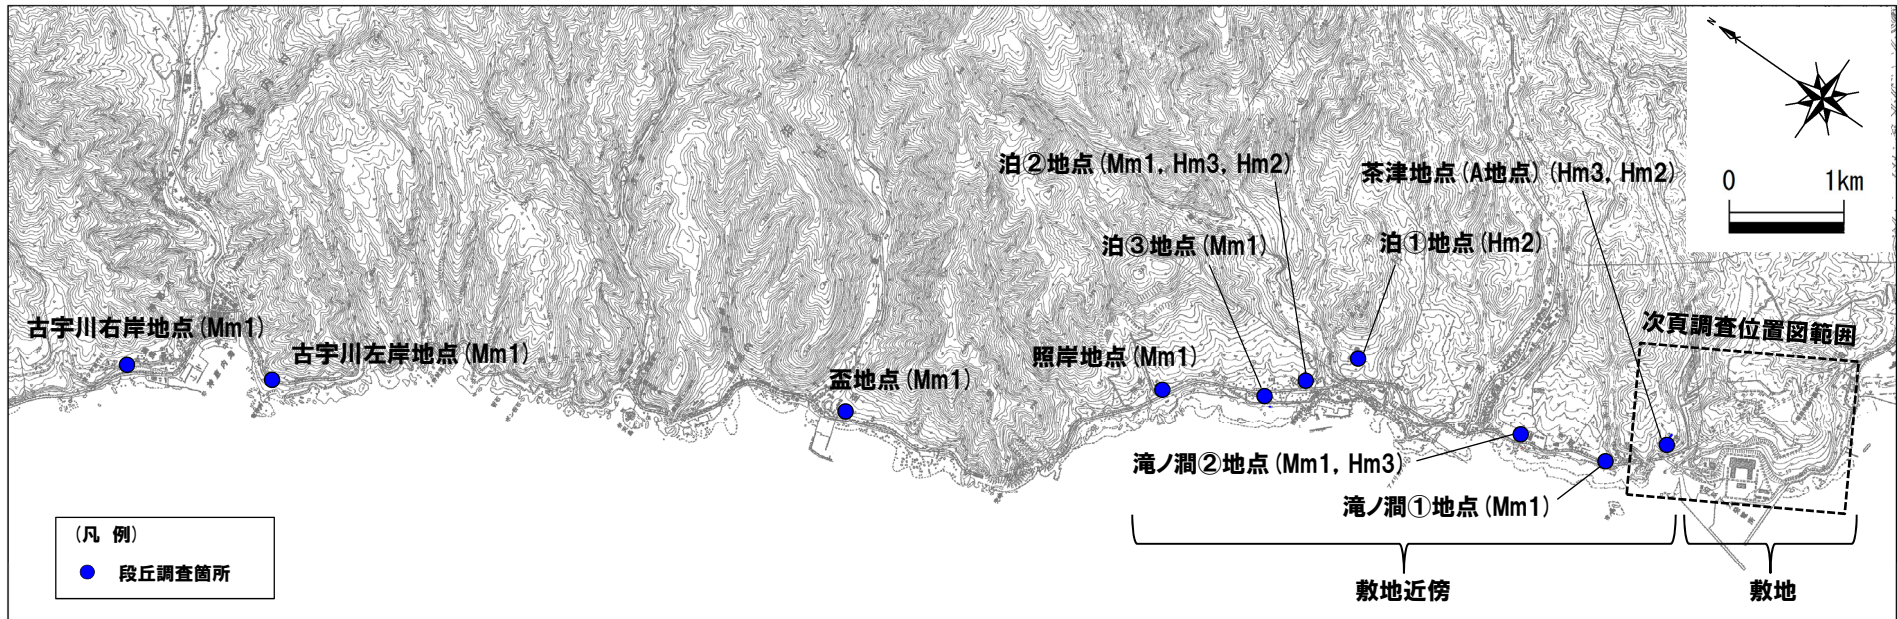 N
0 1km
泊②地点(Mm1, Hm3, Hm2)
茶津地点(A地点)(Hm3, Hm2)
泊③地点(Mm1)
泊①地点(Hm2)
古宇川右岸地点(Mm1)
古宇川左岸地点(Mm1)
盃地点(Mm1)
照岸地点(Mm1)
次頁調査位置図範囲
滝ノ澗②地点(Mm1, Hm3)
滝ノ澗①地点(Mm1)
(凡 例)
段丘調査箇所
敷地近傍
敷地